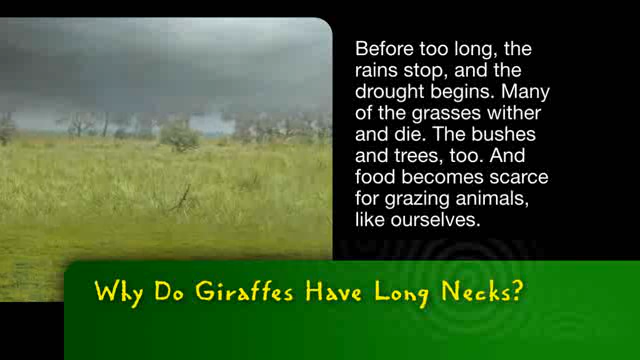 Before too long, the
rains stop, and the
drought begins. Many
of the grasses wither
and die. The bushes
and trees, too. And
food becomes scarce
for grazing animals,
like ourselves.
Why Do Giraffes Have Long Necks?